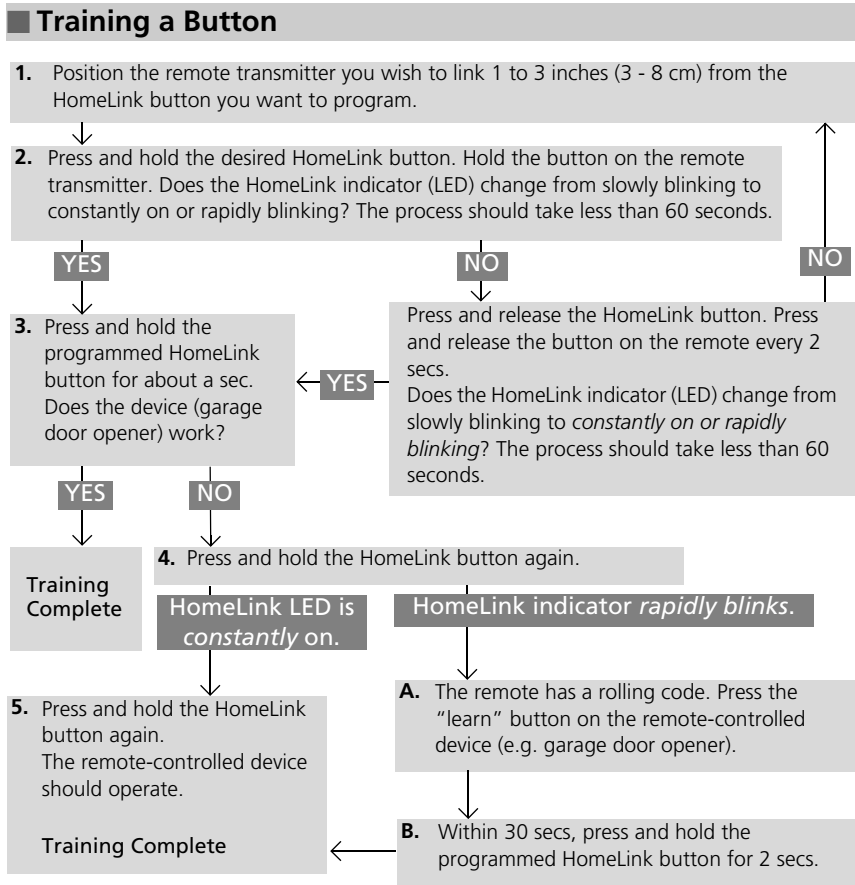 Training a Button
1. Position the remote transmitter you wish to link 1 to 3 inches (3 - 8 cm) from the
HomeLink button you want to program.
2. Press and hold the desired HomeLink button. Hold the button on the remote
transmitter. Does the HomeLink indicator (LED) change from slowly blinking to
constantly on or rapidly blinking? The process should take less than 60 seconds.
YES
NO
NO
3. Press and hold the
programmed HomeLink
button for about a sec.
Does the device (garage
door opener) work?
YES
Press and release the HomeLink button. Press
and release the button on the remote every 2
secs.
Does the HomeLink indicator (LED) change from
slowly blinking to constantly on or rapidly
blinking? The process should take less than 60
seconds.
YES
NO
Training
Complete
4. Press and hold the HomeLink button again.
HomeLink LED is
constantly on.
HomeLink indicator rapidly blinks.
5. Press and hold the HomeLink
button again.
The remote-controlled device
should operate.
Training Complete
A. The remote has a rolling code. Press the
“learn” button on the remote-controlled
device (e.g. garage door opener).
B. Within 30 secs, press and hold the
programmed HomeLink button for 2 secs.